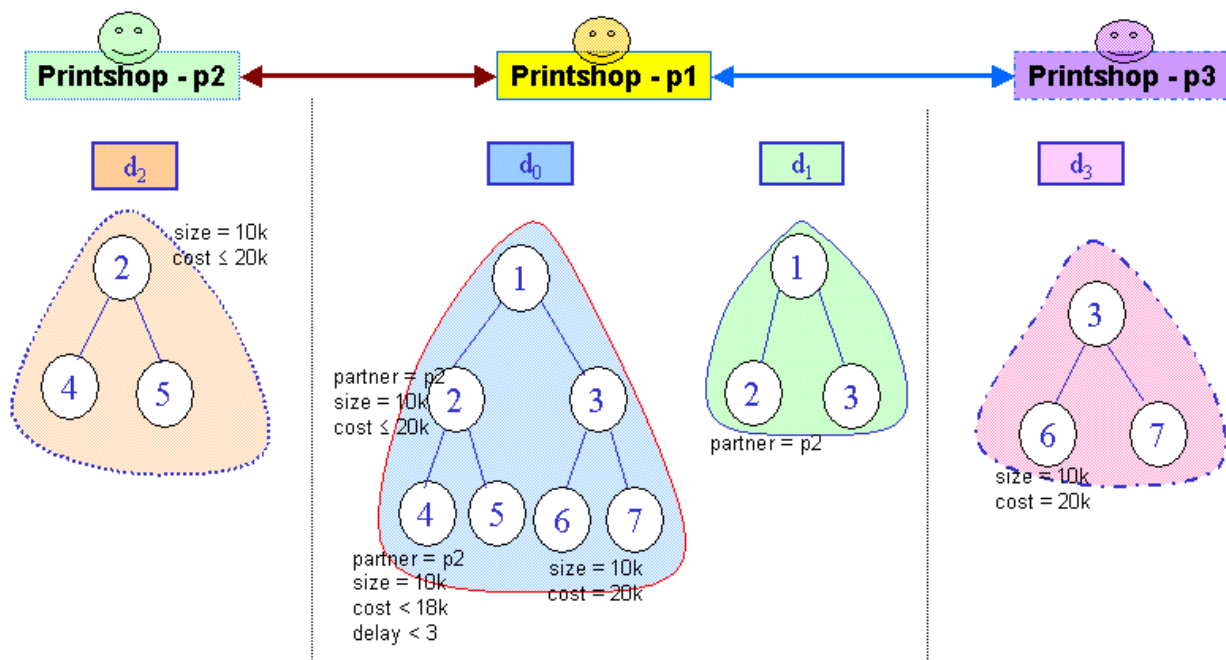 Printshop - p2
Printshop - p1
Printshop - p3
d2
d0
d1
d3
size = 10k
cost ≤ 20k
2
4
5
1
partner = p2
size = 10k
cost ≤ 20k
2
3
4
5
6
7
partner = p2
size = 10k
cost < 18k
delay < 3
size = 10k
cost = 20k
1
2
3
partner = p2
3
6
7
size = 10k
cost = 20k